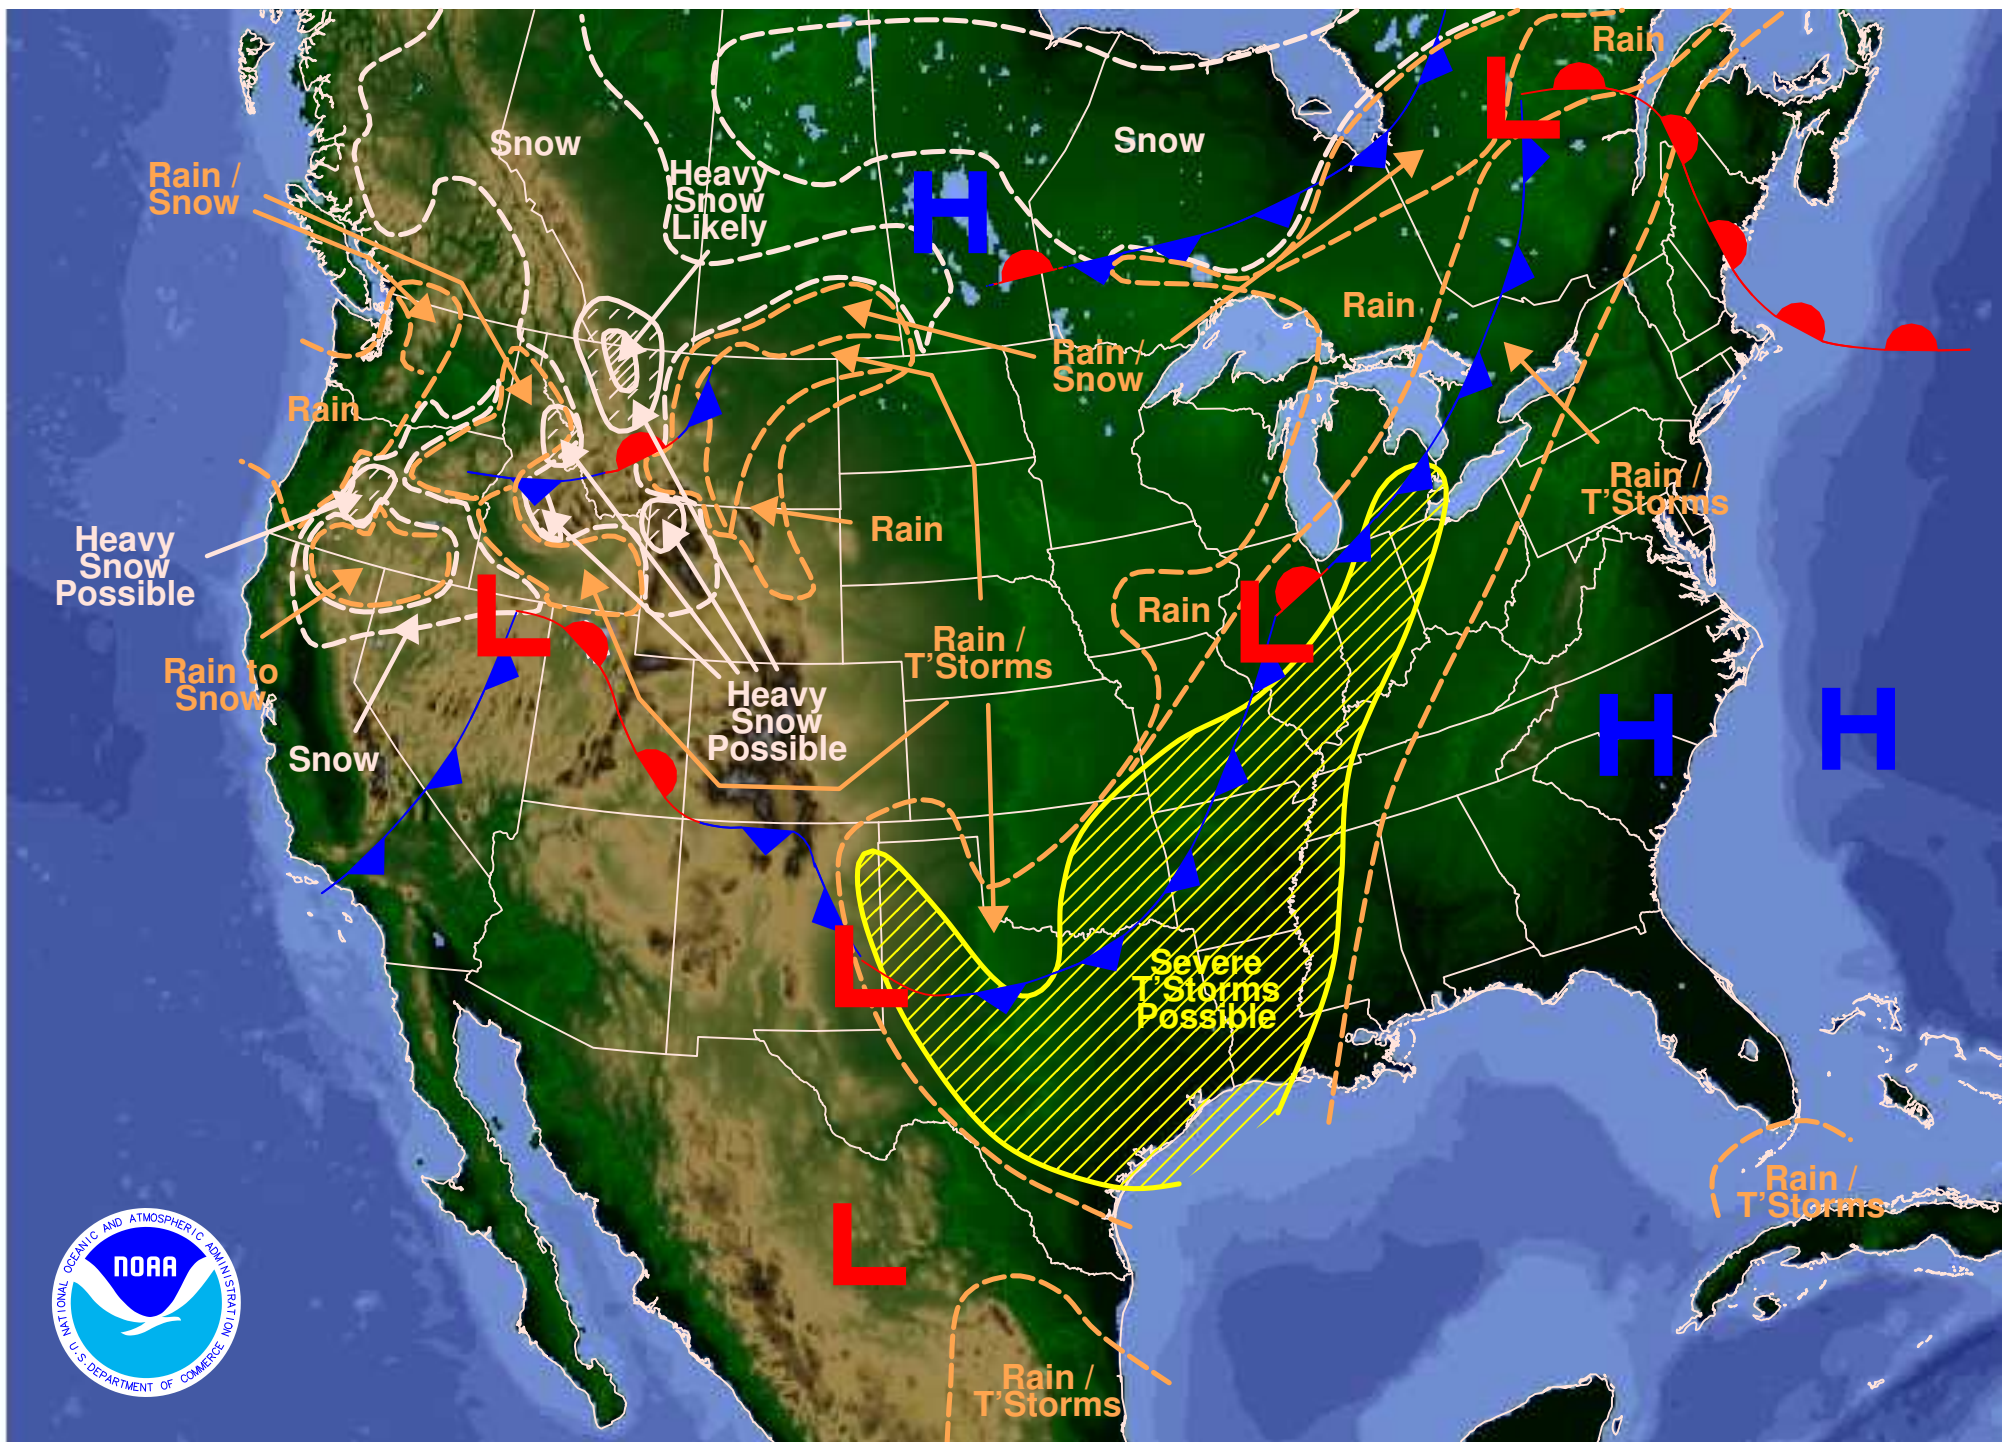 Rain
Snow
Snow
Rain /
Snow
Heavy
Snow
Likely
H
L
Rain
Rain /
Snow
Rain
Rain /
T'Storms
Rain
Heavy
Snow
Possible
Rain
L
L
Rain /
T'Storms
Rain to
Snow
Heavy
Snow
Possible
Snow
H
H
L
Severe
T'Storms
Possible
Rain /
T'Storms
L
Rain /
T'Storms
NATIONAL OCEANIC AND ATMOSPHERIC ADMINISTRATION
NOAA
U.S. DEPARTMENT OF COMMERCE